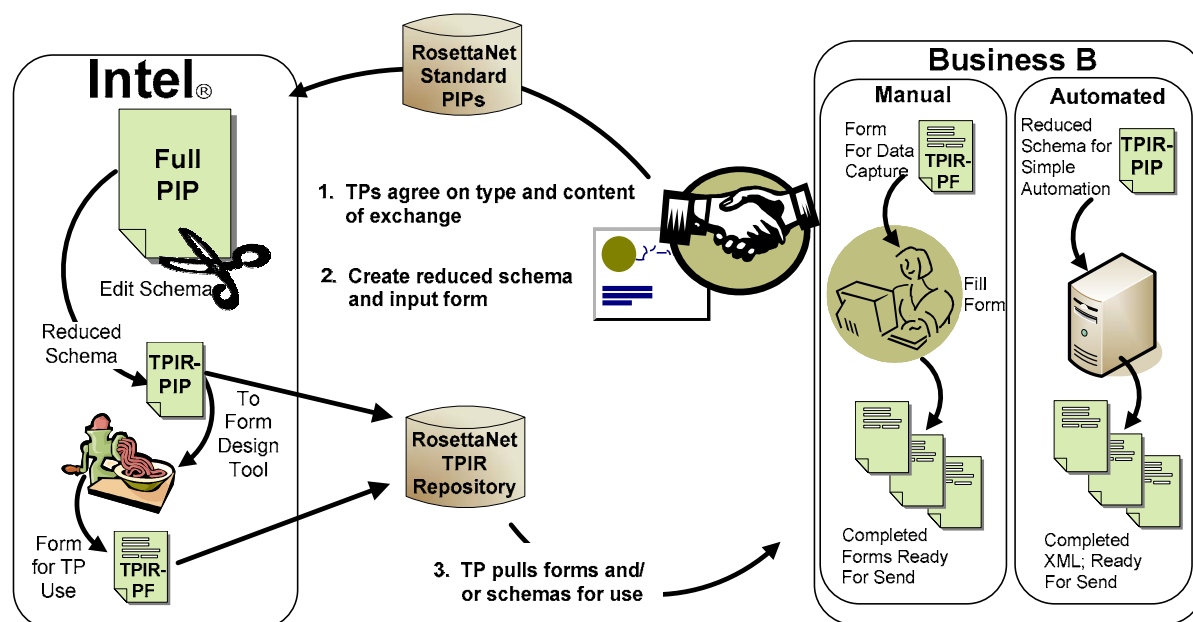 Intel®
Full
PIP
Edit Schema
Reduced
Schema
TPIR-
PIP
To
Form
Design
Tool
Form
for TP
Use
TPIR-
PF
RosettaNet
Standard
PIPs
1. TPs agree on type and content
of exchange
2. Create reduced schema
and input form
RosettaNet
TPIR
Repository
3. TP pulls forms and/
or schemas for use
Business B
Manual
Form
For Data
Capture
TPIR-
PF
Fill
Form
Completed
Forms Ready
For Send
Automated
Reduced
Schema for
Simple
Automation
TPIR-
PIP
Completed
XML; Ready
For Send